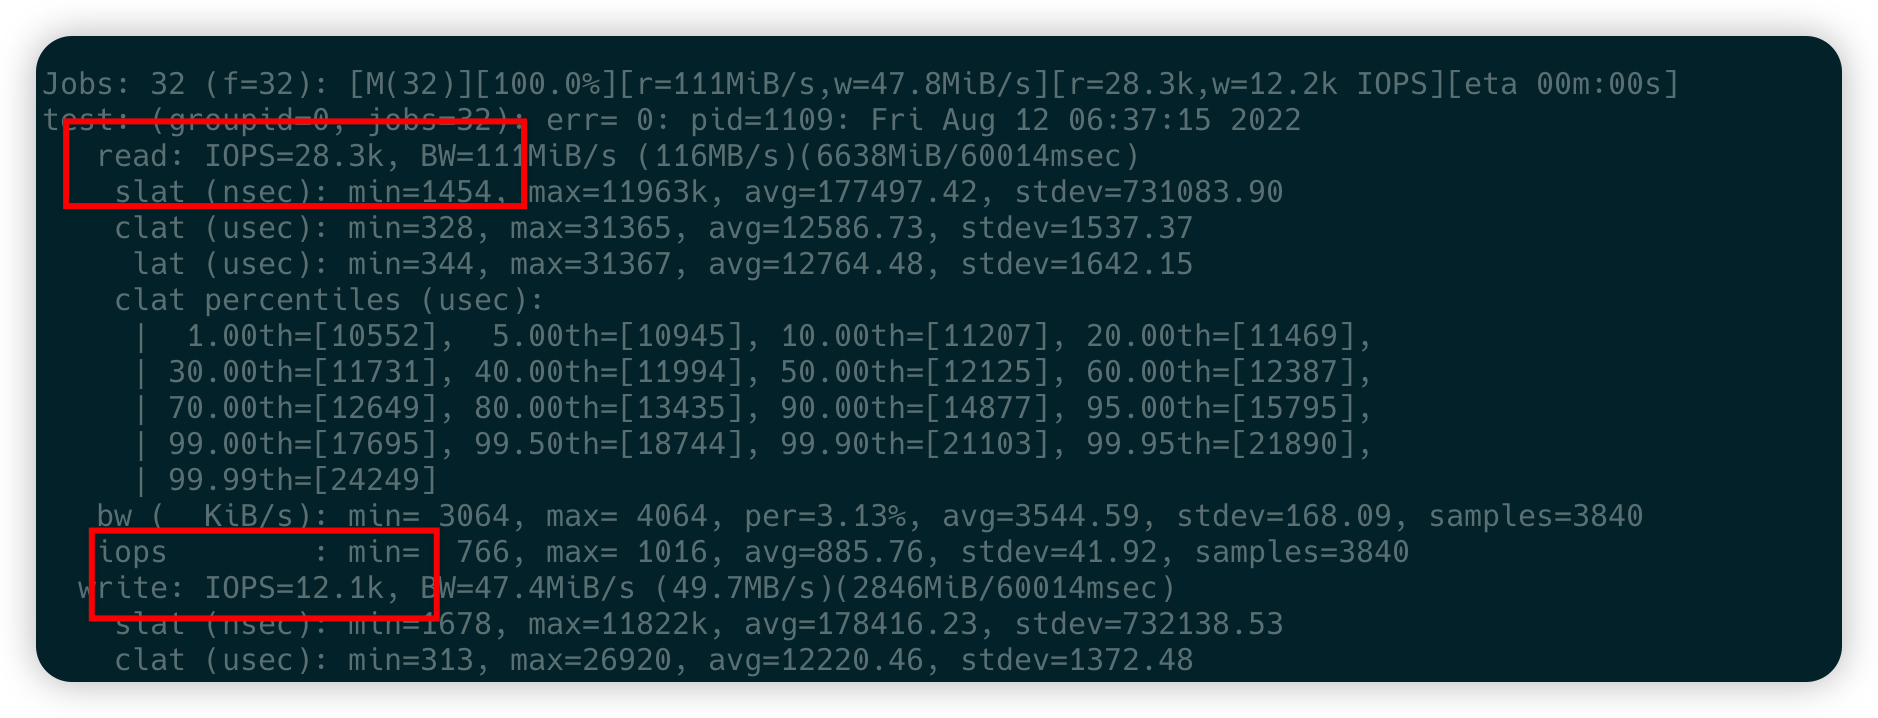 Jobs: 32 (f=32): [M(32)][100.0%][r=111MiB/s,w=47.8MiB/s][r=28.3k,w=12.2k IOPS][eta 00m:00s]
test: (groupid=0, jobs=32): err= 0: pid=1109: Fri Aug 12 06:37:15 2022
read: IOPS=28.3k, BW=111MiB/s (116MB/s)(6638MiB/60014msec)
slat (nsec): min=1454, max=11963k, avg=177497.42, stdev=731083.90
clat (usec): min=328, max=31365, avg=12586.73, stdev=1537.37
lat (usec): min=344, max=31367, avg=12764.48, stdev=1642.15
clat percentiles (usec):
|  1.00th=[10552],  5.00th=[10945], 10.00th=[11207], 20.00th=[11469],
| 30.00th=[11731], 40.00th=[11994], 50.00th=[12125], 60.00th=[12387],
| 70.00th=[12649], 80.00th=[13435], 90.00th=[14877], 95.00th=[15795],
| 99.00th=[17695], 99.50th=[18744], 99.90th=[21103], 99.95th=[21890],
| 99.99th=[24249]
bw (  KiB/s): min= 3064, max= 4064, per=3.13%, avg=3544.59, stdev=168.09, samples=3840
iops        : min=  766, max= 1016, avg=885.76, stdev=41.92, samples=3840
write: IOPS=12.1k, BW=47.4MiB/s (49.7MB/s)(2846MiB/60014msec)
slat (nsec): min=1678, max=11822k, avg=178416.23, stdev=732138.53
clat (usec): min=313, max=26920, avg=12220.46, stdev=1372.48